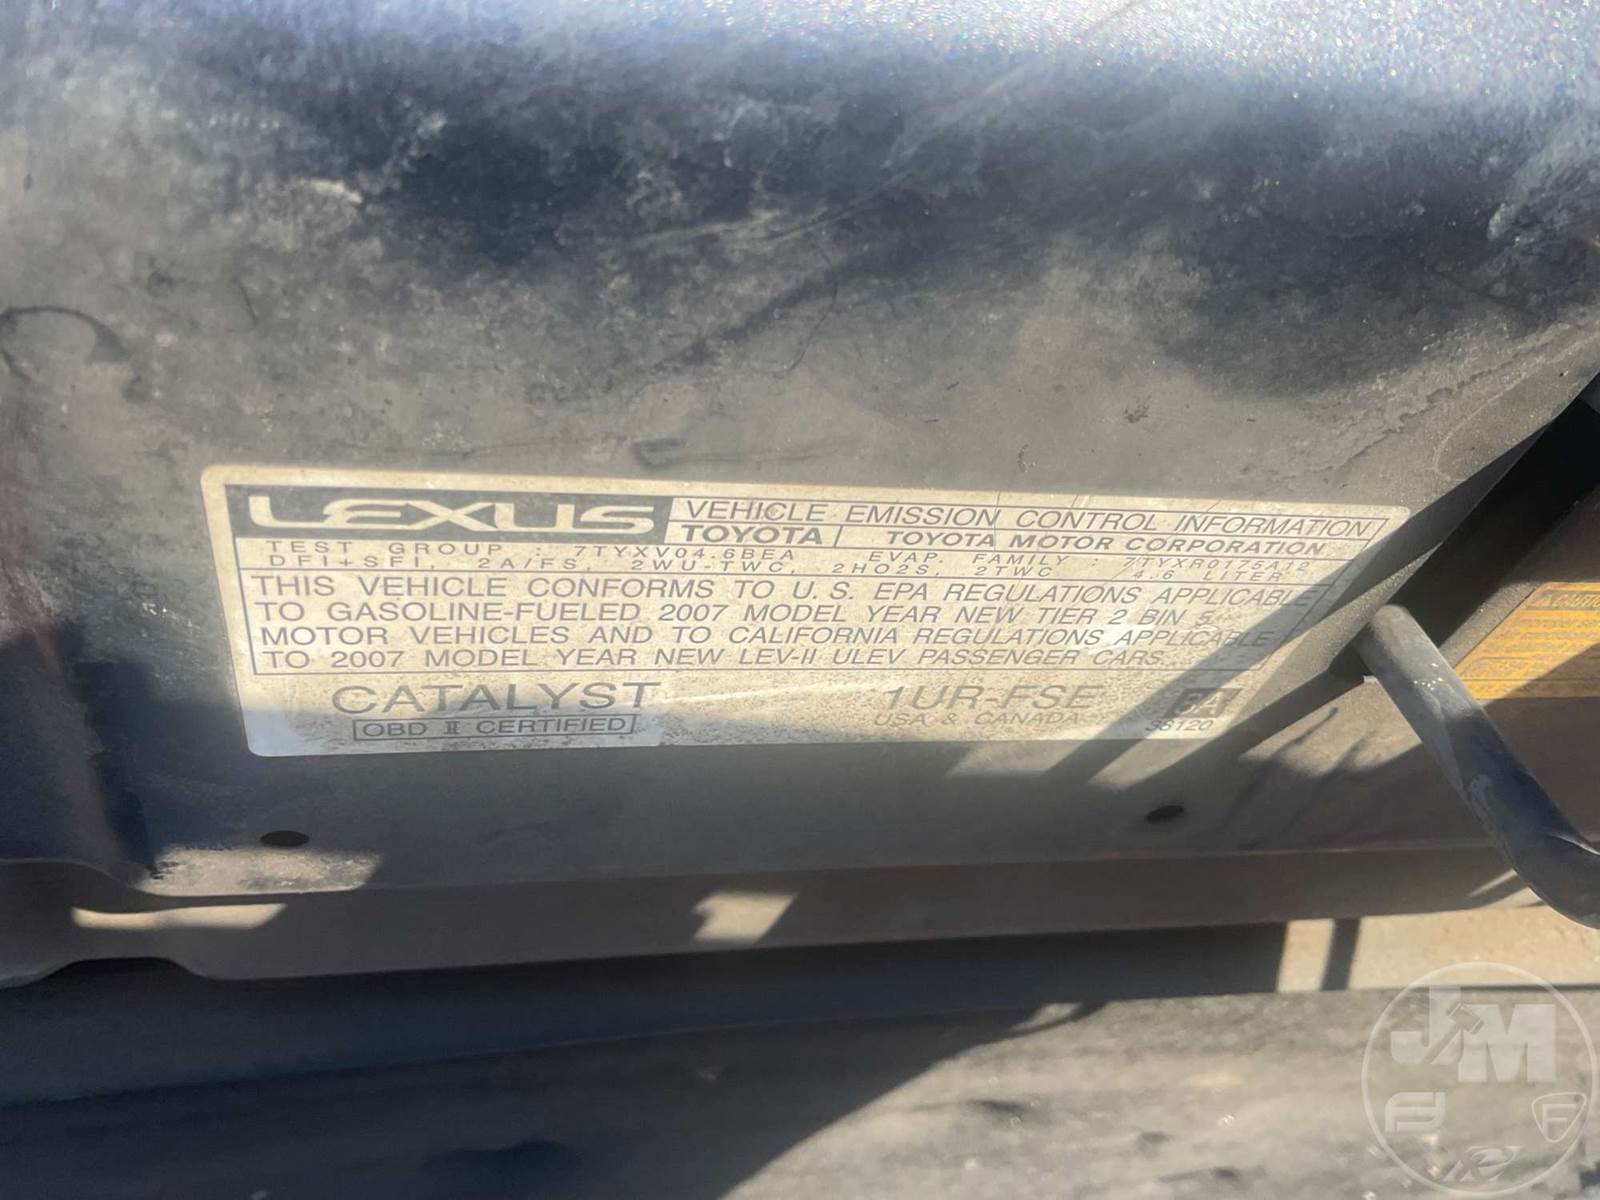 LEXUS
VEHICLE EMISSION CONTROL INFORMATION
TOYOTA TOYOTA MOTOR CORPORATION
TEST GROUP : 7TYXV04.6BEA EVAP. FAMILY : 7TYXR0175A12
DFI+SFI, 2A/FS, 2WU-TWC, 2HO2S, 2TWC 4.6 LITER
THIS VEHICLE CONFORMS TO U.S. EPA REGULATIONS APPLICABLE
TO GASOLINE-FUELED 2007 MODEL YEAR NEW TIER 2 BIN 5
MOTOR VEHICLES AND TO CALIFORNIA REGULATIONS APPLICABLE
TO 2007 MODEL YEAR NEW LEV-II ULEV PASSENGER CARS.
CATALYST 1UR-FSE
OBD II CERTIFIED USA & CANADA 38120
JM